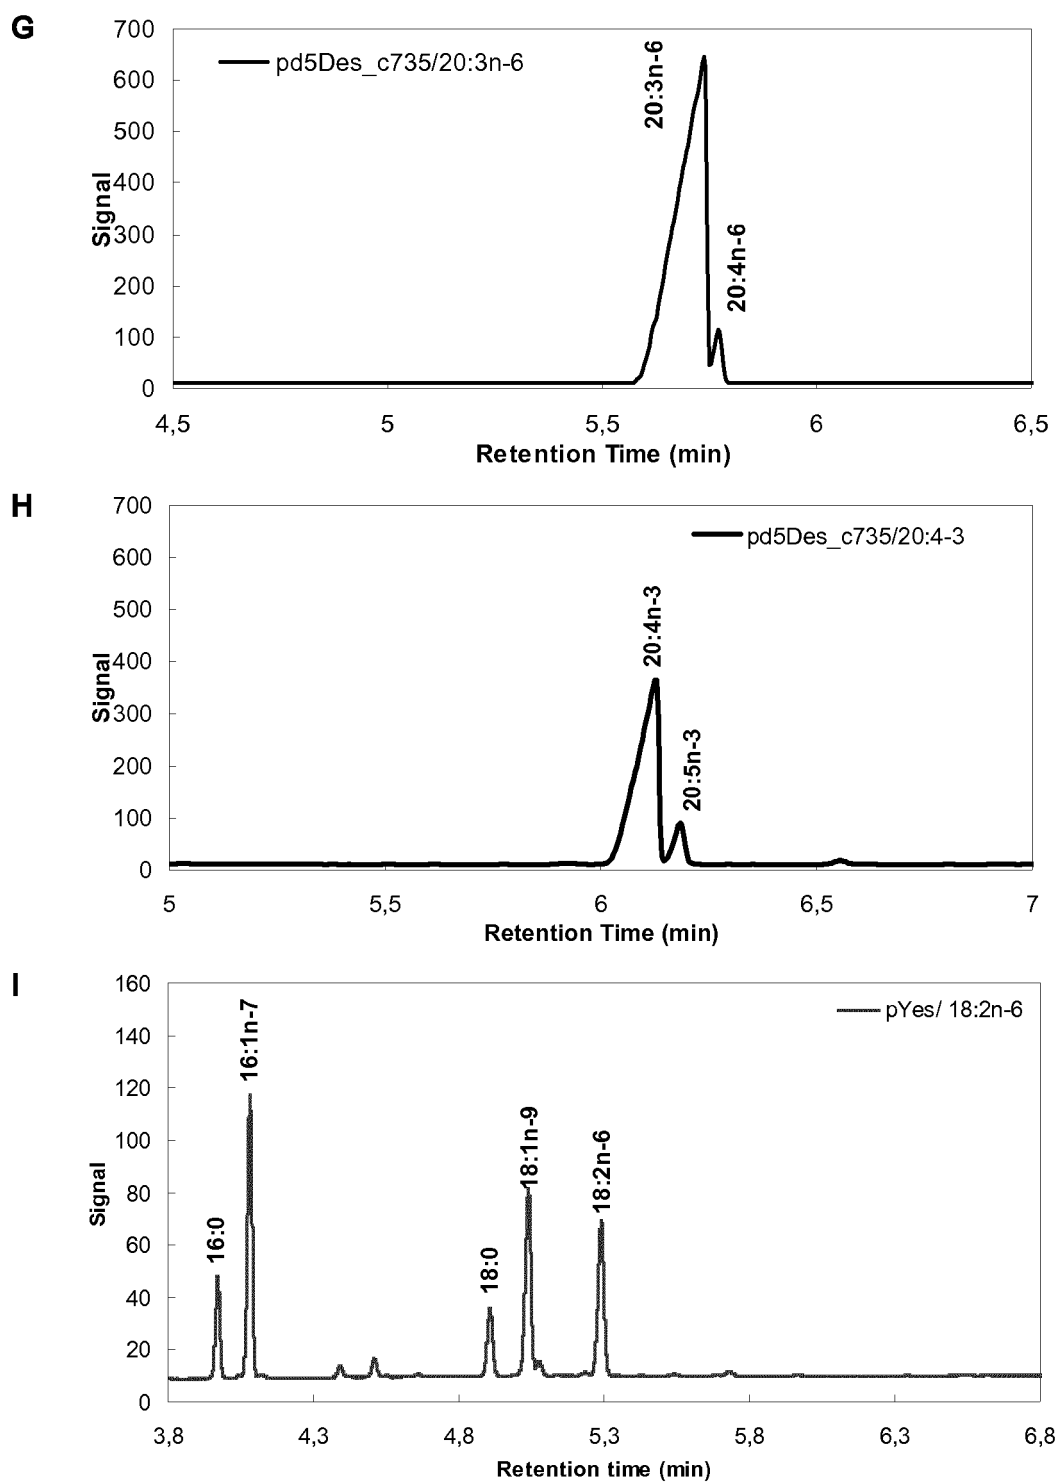 G
700
600
500
400
300
200
100
0
Signal
pd5Des_c735/20:3n-6
20:3n-6
20:4n-6
4,5 5 5,5 6 6,5
Retention Time (min)
H
700
600
500
400
300
200
100
0
Signal
pd5Des_c735/20:4-3
20:4n-3
20:5n-3
5 5,5 6 6,5 7
Retention Time (min)
I
160
140
120
100
80
60
40
20
0
Signal
pYes/ 18:2n-6
16:0
16:1n-7
18:0
18:1n-9
18:2n-6
3,8 4,3 4,8 5,3 5,8 6,3 6,8
Retention time (min)